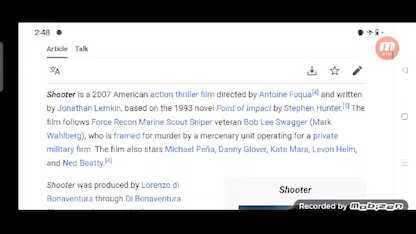 2:48
Article Talk
Shooter is a 2007 American action thriller film directed by Antoine Fuqua[4] and written
by Jonathan Lemkin, based on the 1993 novel Point of Impact by Stephen Hunter.[5] The
film follows Force Recon Marine Scout Sniper veteran Bob Lee Swagger (Mark
Wahlberg), who is framed for murder by a mercenary unit operating for a private
military firm. The film also stars Michael Peña, Danny Glover, Kate Mara, Levon Helm,
and Ned Beatty.[4]
Shooter was produced by Lorenzo di
Bonaventura through Di Bonaventura
Shooter
Recorded by Mobizen